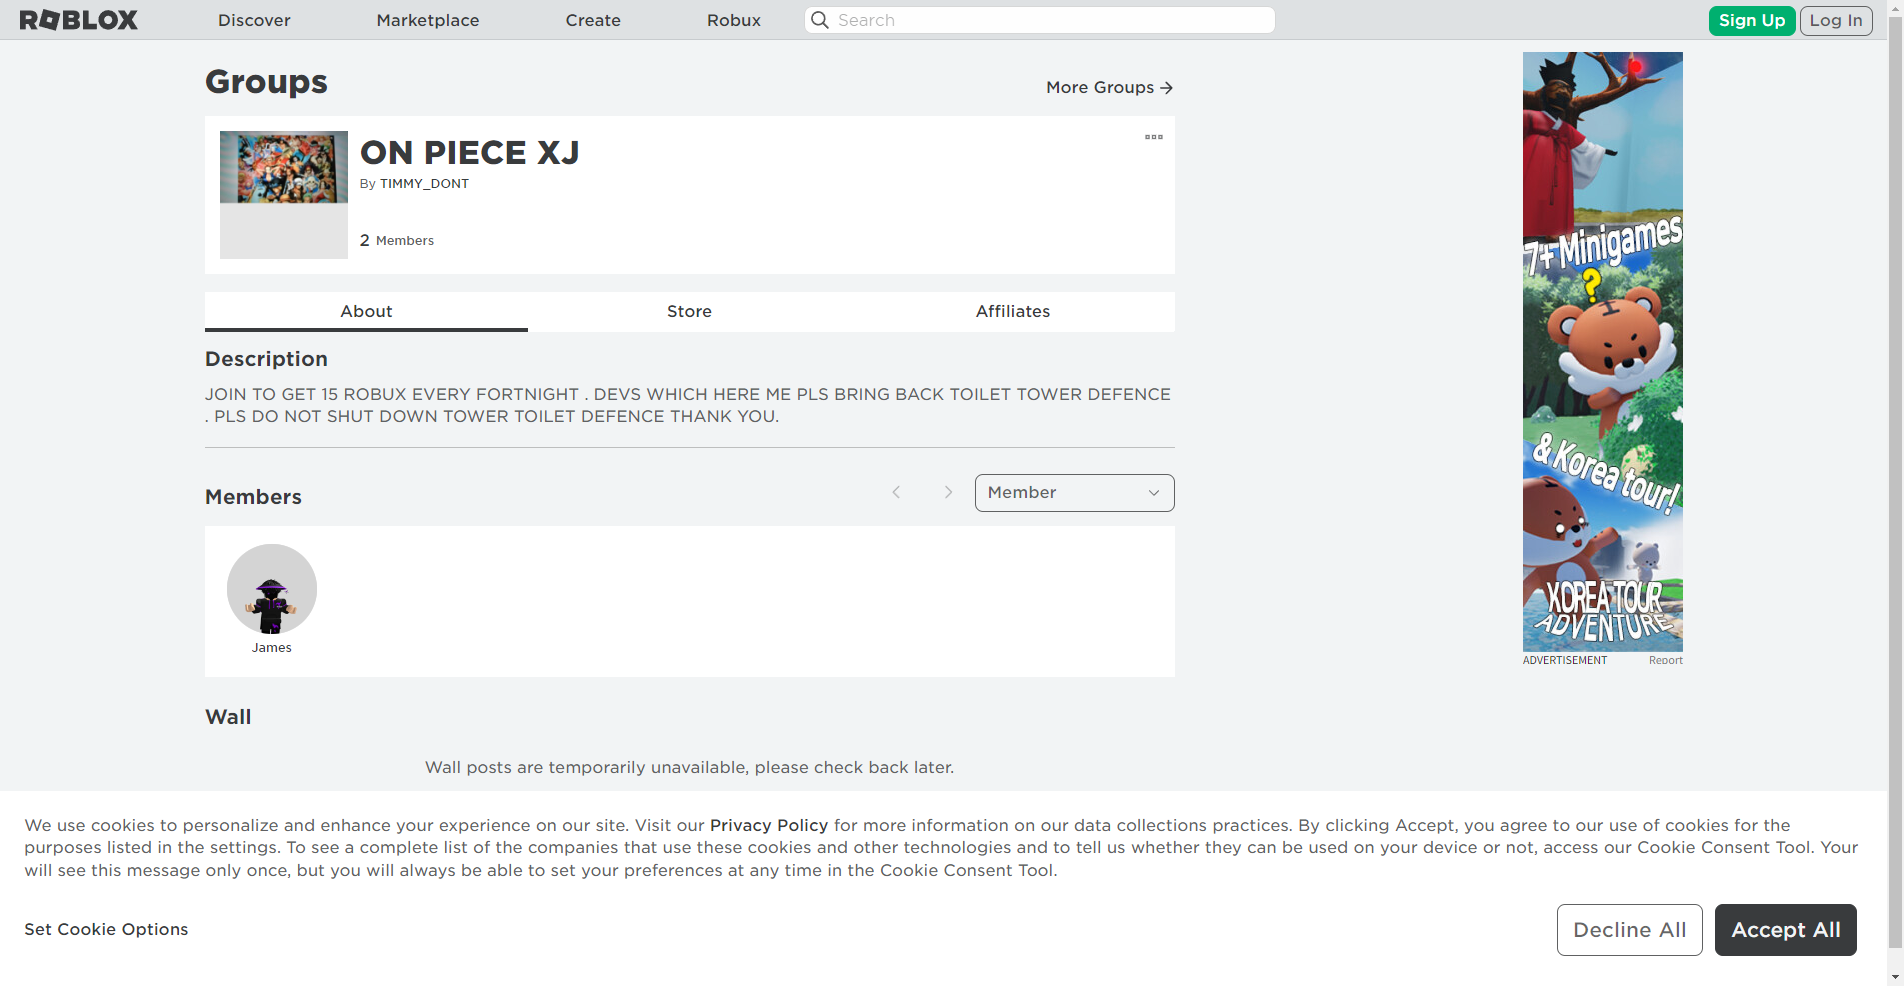 ROBLOX
Discover
Marketplace
Create
Robux
Search
Sign Up
Log In
Groups
More Groups
ON PIECE XJ
By TIMMY_DONT
2 Members
About
Store
Affiliates
Description
JOIN TO GET 15 ROBUX EVERY FORTNIGHT . DEVS WHICH HERE ME PLS BRING BACK TOILET TOWER DEFENCE
. PLS DO NOT SHUT DOWN TOWER TOILET DEFENCE THANK YOU.
Members
Member
James
Wall
Wall posts are temporarily unavailable, please check back later.
7+ Minigames
?
& Korea tour!
KOREA TOUR
ADVENTURE
ADVERTISEMENT
Report
We use cookies to personalize and enhance your experience on our site. Visit our Privacy Policy for more information on our data collections practices. By clicking Accept, you agree to our use of cookies for the
purposes listed in the settings. To see a complete list of the companies that use these cookies and other technologies and to tell us whether they can be used on your device or not, access our Cookie Consent Tool. Your
will see this message only once, but you will always be able to set your preferences at any time in the Cookie Consent Tool.
Set Cookie Options
Decline All
Accept All